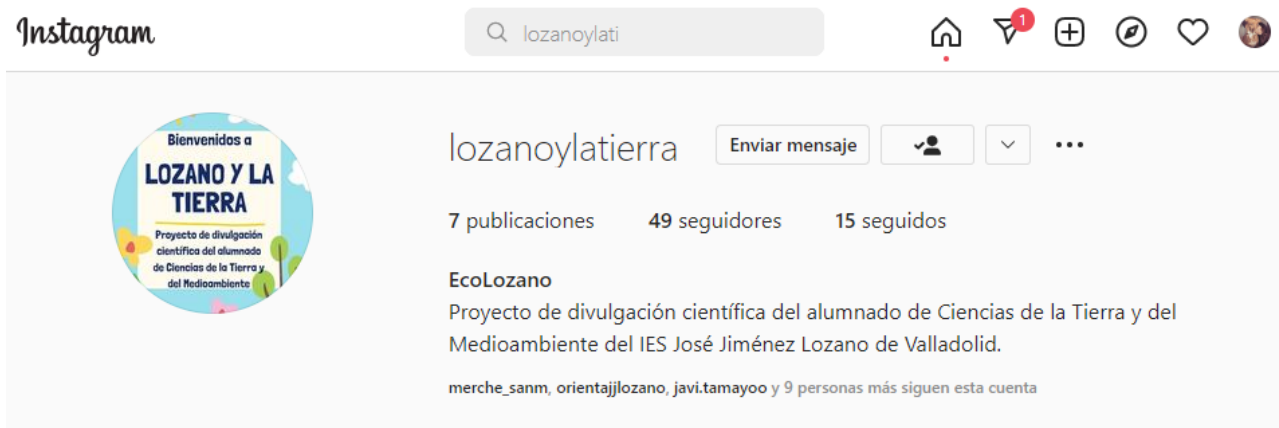 Instagram
lozanoylati
1
Bienvenidos a
LOZANO Y LA
TIERRA
Proyecto de divulgación
científica del alumnado
de Ciencias de la Tierra y
del Medioambiente
lozanoylatierra
Enviar mensaje
7 publicaciones
49 seguidores
15 seguidos
EcoLozano
Proyecto de divulgación científica del alumnado de Ciencias de la Tierra y del
Medioambiente del IES José Jiménez Lozano de Valladolid.
merche_sanm, orientajjlozano, javi.tamayoo y 9 personas más siguen esta cuenta